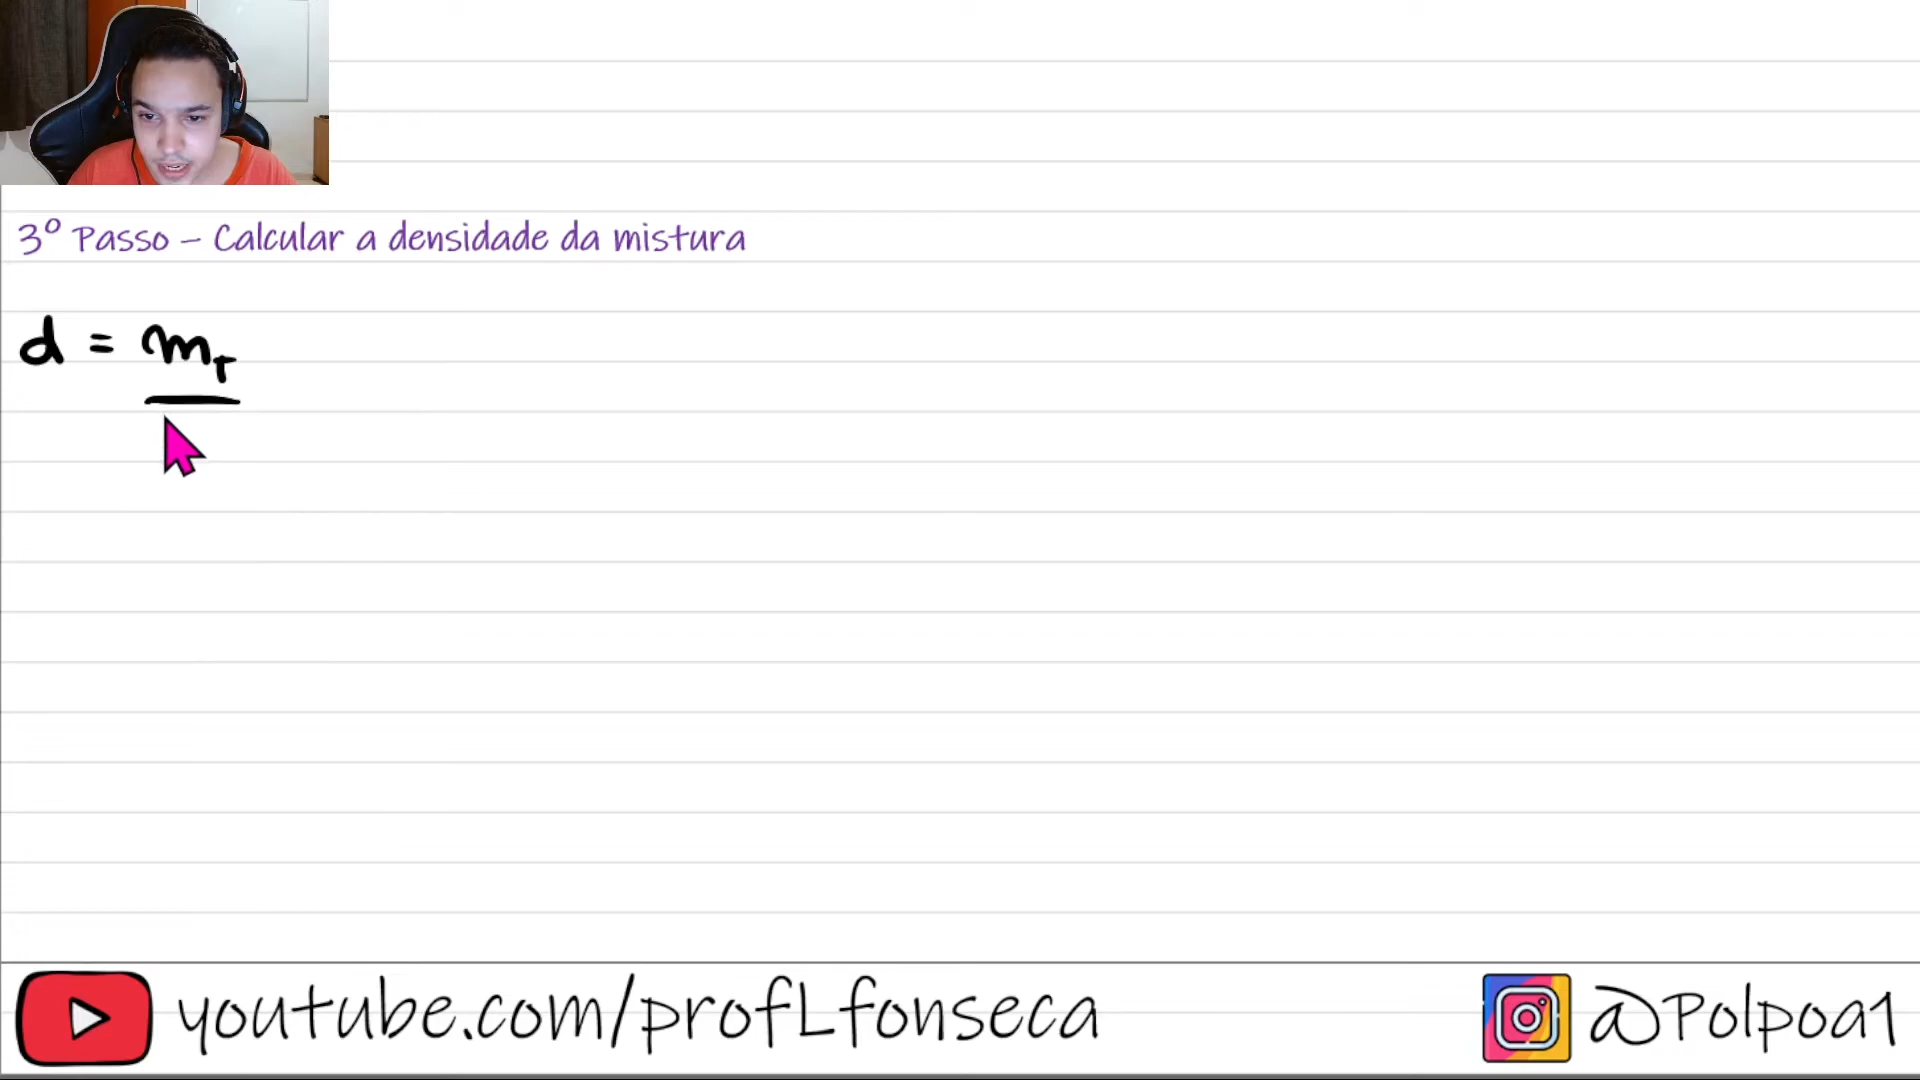 3º Passo – Calcular a densidade da mistura
d = mT
youtube.com/profLfonseca
@Polpoa1